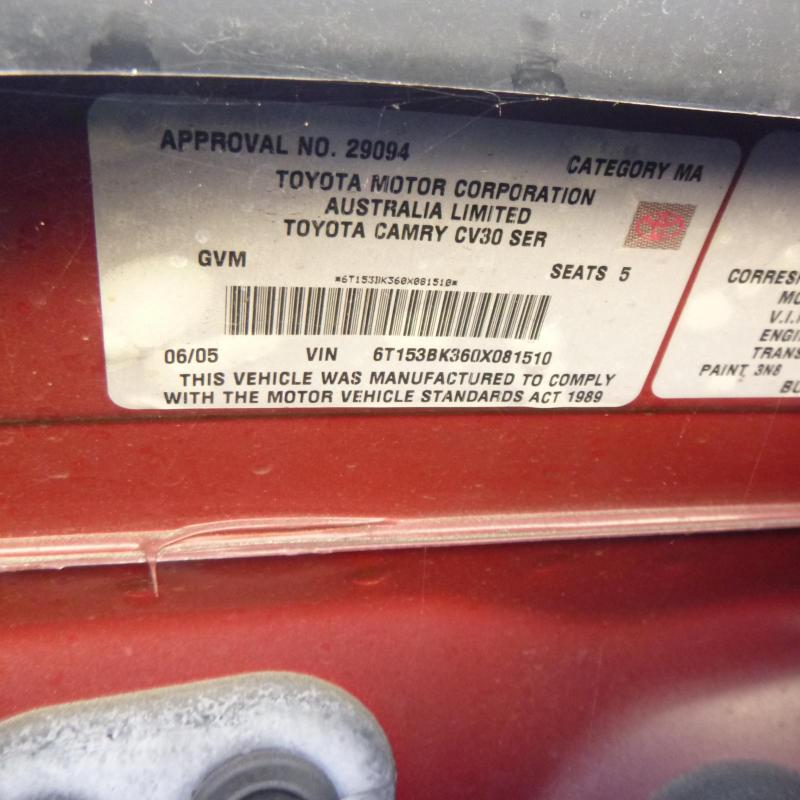 APPROVAL NO. 29094
CATEGORY MA
TOYOTA MOTOR CORPORATION
AUSTRALIA LIMITED
TOYOTA CAMRY CV30 SER
GVM
SEATS 5
*6T153BK360X081510*
06/05 VIN 6T153BK360X081510
THIS VEHICLE WAS MANUFACTURED TO COMPLY
WITH THE MOTOR VEHICLE STANDARDS ACT 1989
PAINT 3N8